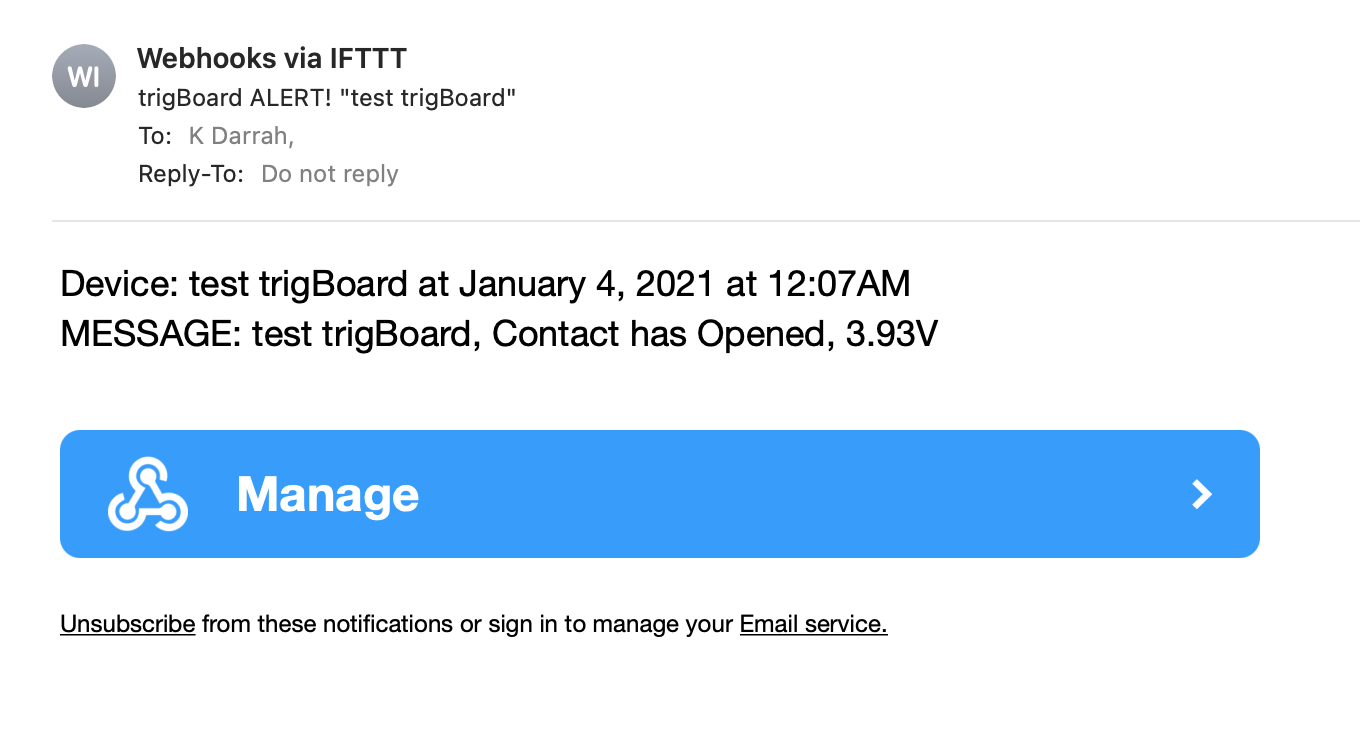 WI
Webhooks via IFTTT
trigBoard ALERT! "test trigBoard"
To: K Darrah,
Reply-To: Do not reply
Device: test trigBoard at January 4, 2021 at 12:07AM
MESSAGE: test trigBoard, Contact has Opened, 3.93V
Manage
Unsubscribe from these notifications or sign in to manage your Email service.